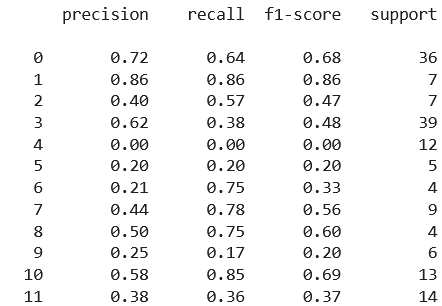 precision recall f1-score support
0 0.72 0.64 0.68 36
1 0.86 0.86 0.86 7
2 0.40 0.57 0.47 7
3 0.62 0.38 0.48 39
4 0.00 0.00 0.00 12
5 0.20 0.20 0.20 5
6 0.21 0.75 0.33 4
7 0.44 0.78 0.56 9
8 0.50 0.75 0.60 4
9 0.25 0.17 0.20 6
10 0.58 0.85 0.69 13
11 0.38 0.36 0.37 14